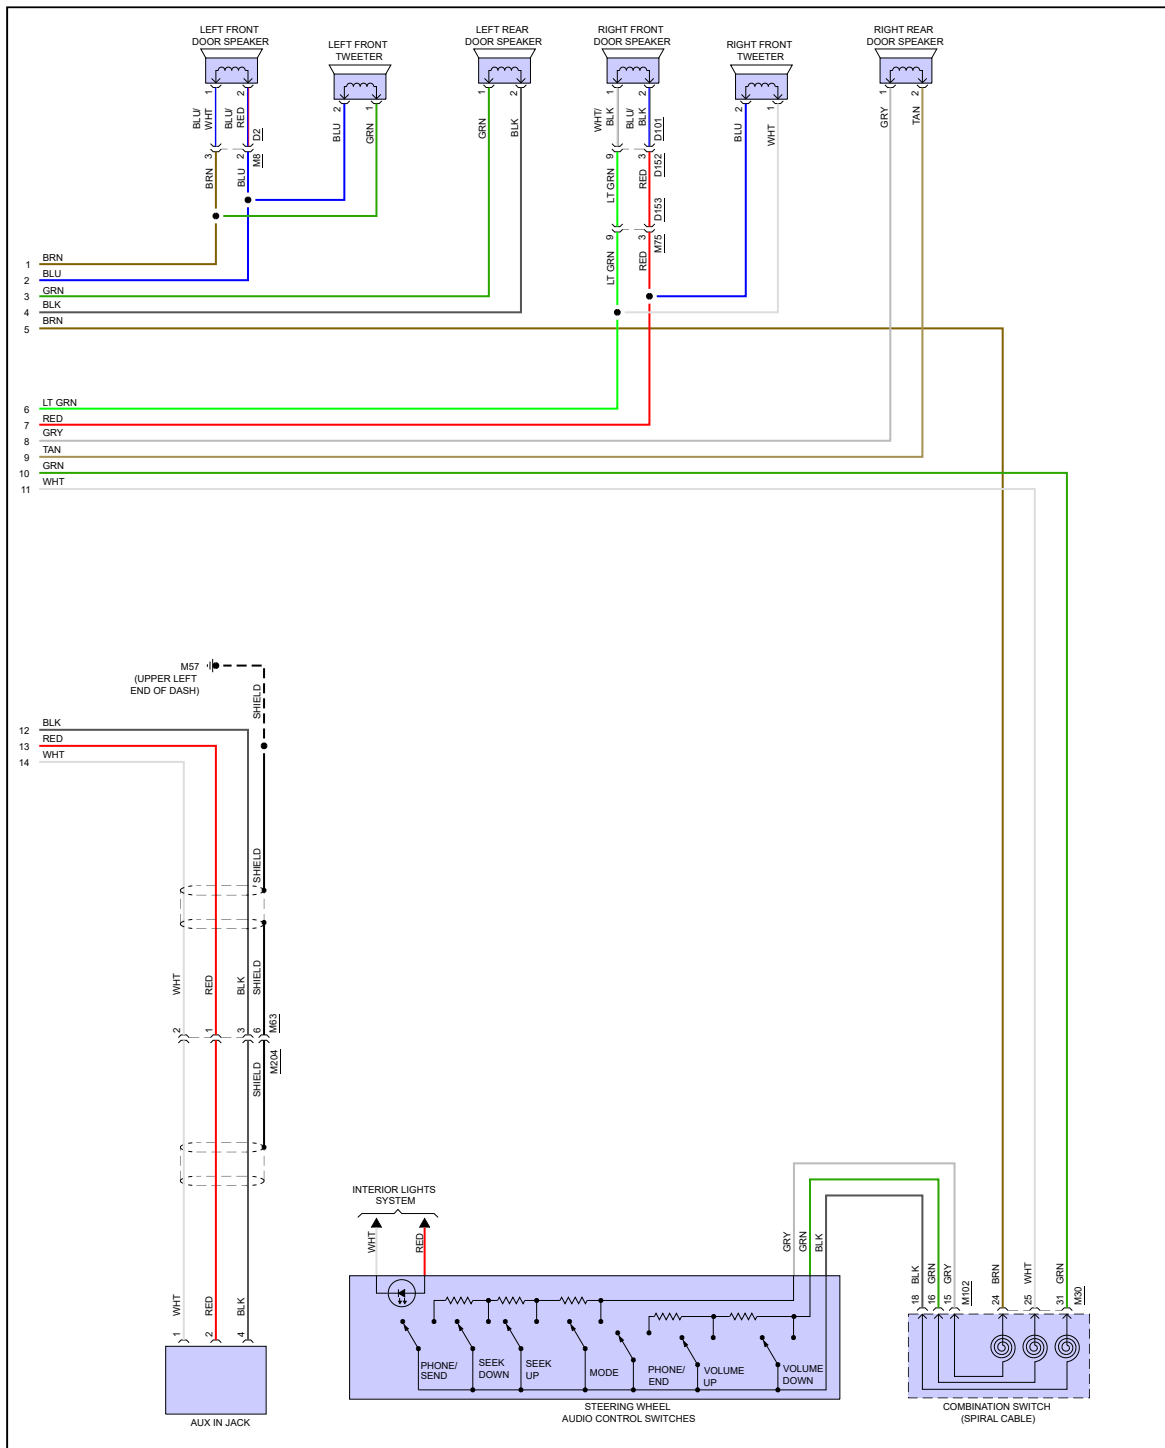 LEFT FRONT
DOOR SPEAKER
LEFT FRONT
TWEETER
LEFT REAR
DOOR SPEAKER
RIGHT FRONT
DOOR SPEAKER
RIGHT FRONT
TWEETER
RIGHT REAR
DOOR SPEAKER
1
2
BLU/
WHT
BLU/
RED
D2
3
2
M8
BRN
BLU
2
1
BLU
GRN
1
2
GRN
BLK
1
2
WHT/
BLK
BLU/
BLK
D101
9
3
D152
LT GRN
RED
D153
9
3
M75
LT GRN
RED
2
1
BLU
WHT
1
2
GRY
TAN
1 BRN
2 BLU
3 GRN
4 BLK
5 BRN
6 LT GRN
7 RED
8 GRY
9 TAN
10 GRN
11 WHT
M57
(UPPER LEFT
END OF DASH)
SHIELD
12 BLK
13 RED
14 WHT
SHIELD
WHT
RED
BLK
SHIELD
2
1
3
6
M63
M204
SHIELD
WHT
RED
BLK
1
2
4
AUX IN JACK
INTERIOR LIGHTS
SYSTEM
WHT
RED
GRY
GRN
BLK
PHONE/
SEND
SEEK
DOWN
SEEK
UP
MODE
PHONE/
END
VOLUME
UP
VOLUME
DOWN
STEERING WHEEL
AUDIO CONTROL SWITCHES
BLK
GRN
GRY
18
16
15
M102
BRN
WHT
GRN
24
25
31
M30
COMBINATION SWITCH
(SPIRAL CABLE)